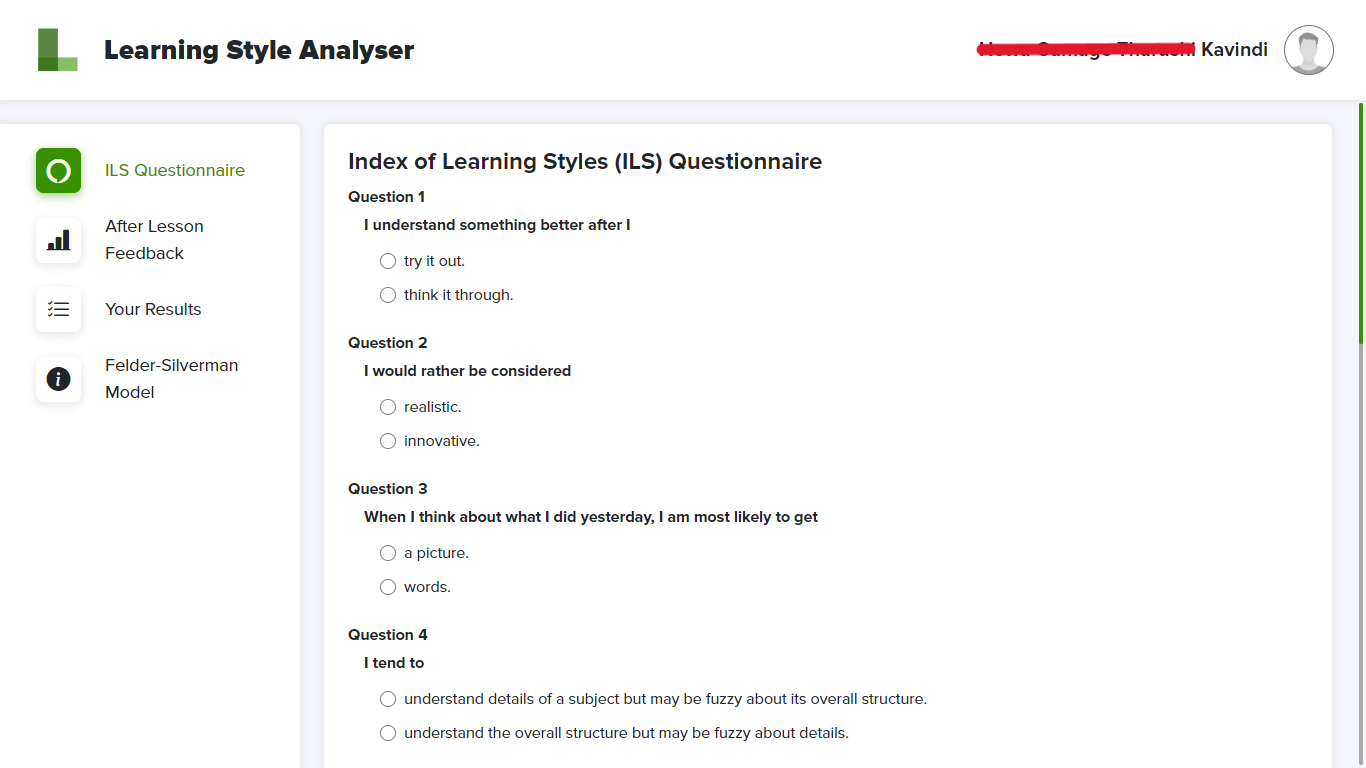 Learning Style Analyser
Kavindi
ILS Questionnaire
After Lesson
Feedback
Your Results
Felder-Silverman
Model
Index of Learning Styles (ILS) Questionnaire
Question 1
I understand something better after I
try it out.
think it through.
Question 2
I would rather be considered
realistic.
innovative.
Question 3
When I think about what I did yesterday, I am most likely to get
a picture.
words.
Question 4
I tend to
understand details of a subject but may be fuzzy about its overall structure.
understand the overall structure but may be fuzzy about details.